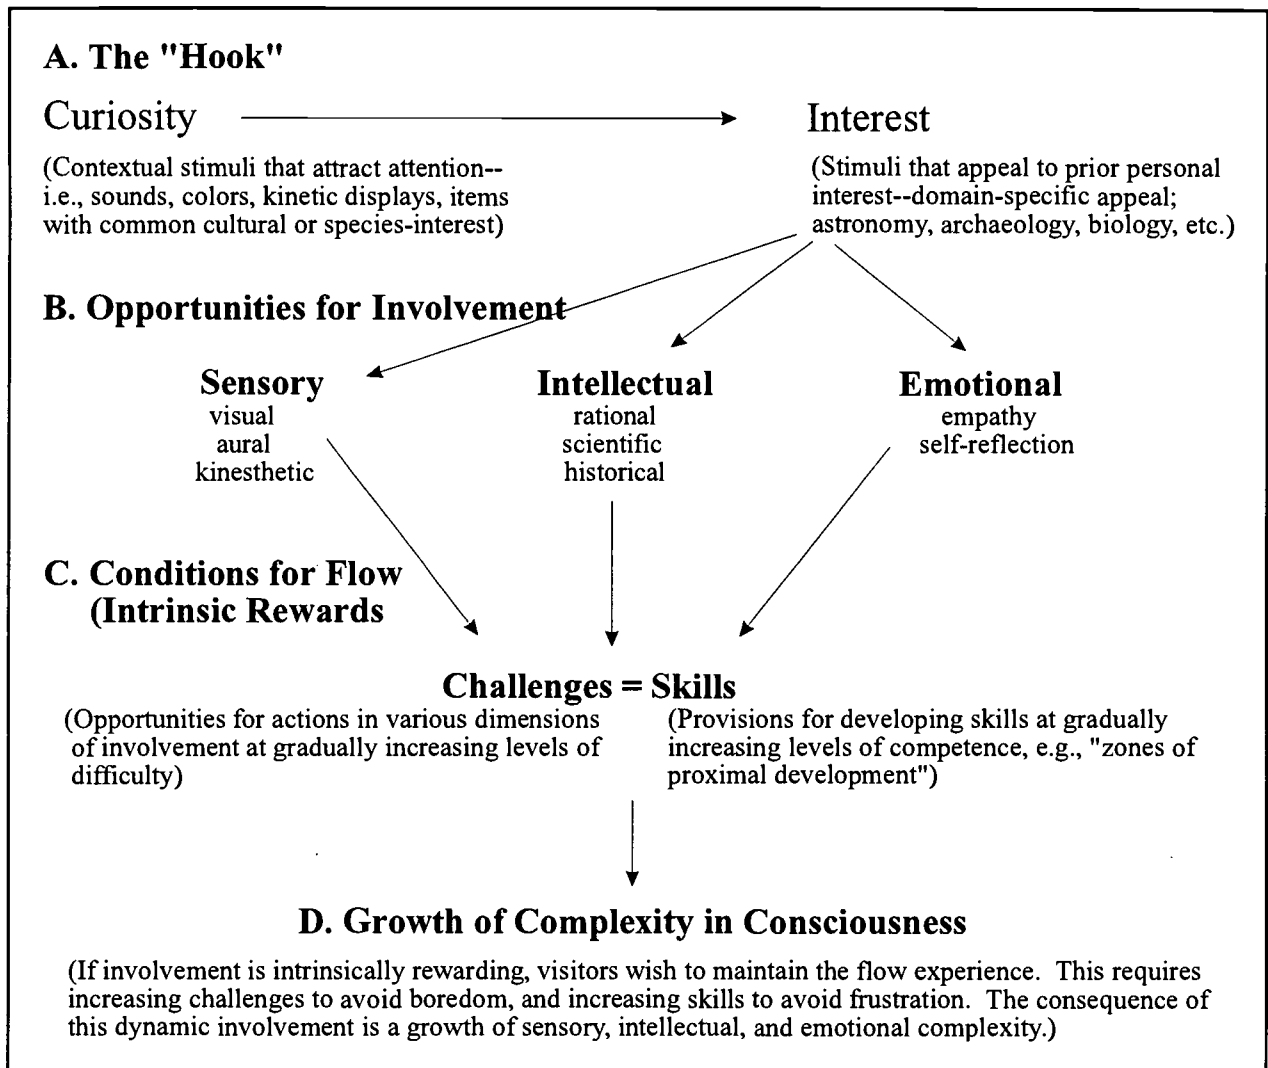 A. The "Hook"
Curiosity
Interest
(Contextual stimuli that attract attention--
i.e., sounds, colors, kinetic displays, items
with common cultural or species-interest)
(Stimuli that appeal to prior personal
interest--domain-specific appeal;
astronomy, archaeology, biology, etc.)
B. Opportunities for Involvement
Sensory
visual
aural
kinesthetic
Intellectual
rational
scientific
historical
Emotional
empathy
self-reflection
C. Conditions for Flow
(Intrinsic Rewards
Challenges = Skills
(Opportunities for actions in various dimensions
of involvement at gradually increasing levels of
difficulty)
(Provisions for developing skills at gradually
increasing levels of competence, e.g., "zones of
proximal development")
D. Growth of Complexity in Consciousness
(If involvement is intrinsically rewarding, visitors wish to maintain the flow experience. This requires
increasing challenges to avoid boredom, and increasing skills to avoid frustration. The consequence of
this dynamic involvement is a growth of sensory, intellectual, and emotional complexity.)